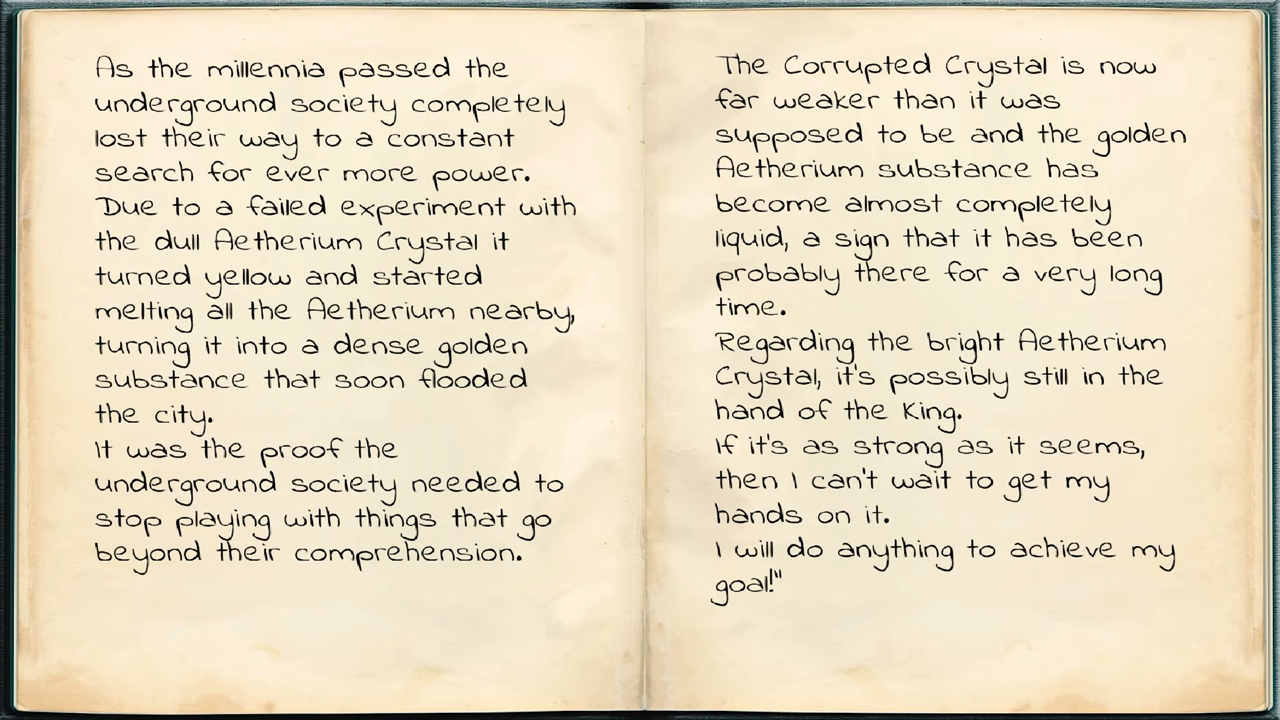 As the millennia passed the
underground society completely
lost their way to a constant
search for ever more power.
Due to a failed experiment with
the dull Aetherium Crystal it
turned yellow and started
melting all the Aetherium nearby,
turning it into a dense golden
substance that soon flooded
the city.
It was the proof the
underground society needed to
stop playing with things that go
beyond their comprehension.
The Corrupted Crystal is now
far weaker than it was
supposed to be and the golden
Aetherium substance has
become almost completely
liquid, a sign that it has been
probably there for a very long
time.
Regarding the bright Aetherium
Crystal, it's possibly still in the
hand of the King.
If it's as strong as it seems,
then I can't wait to get my
hands on it.
I will do anything to achieve my
goal!"